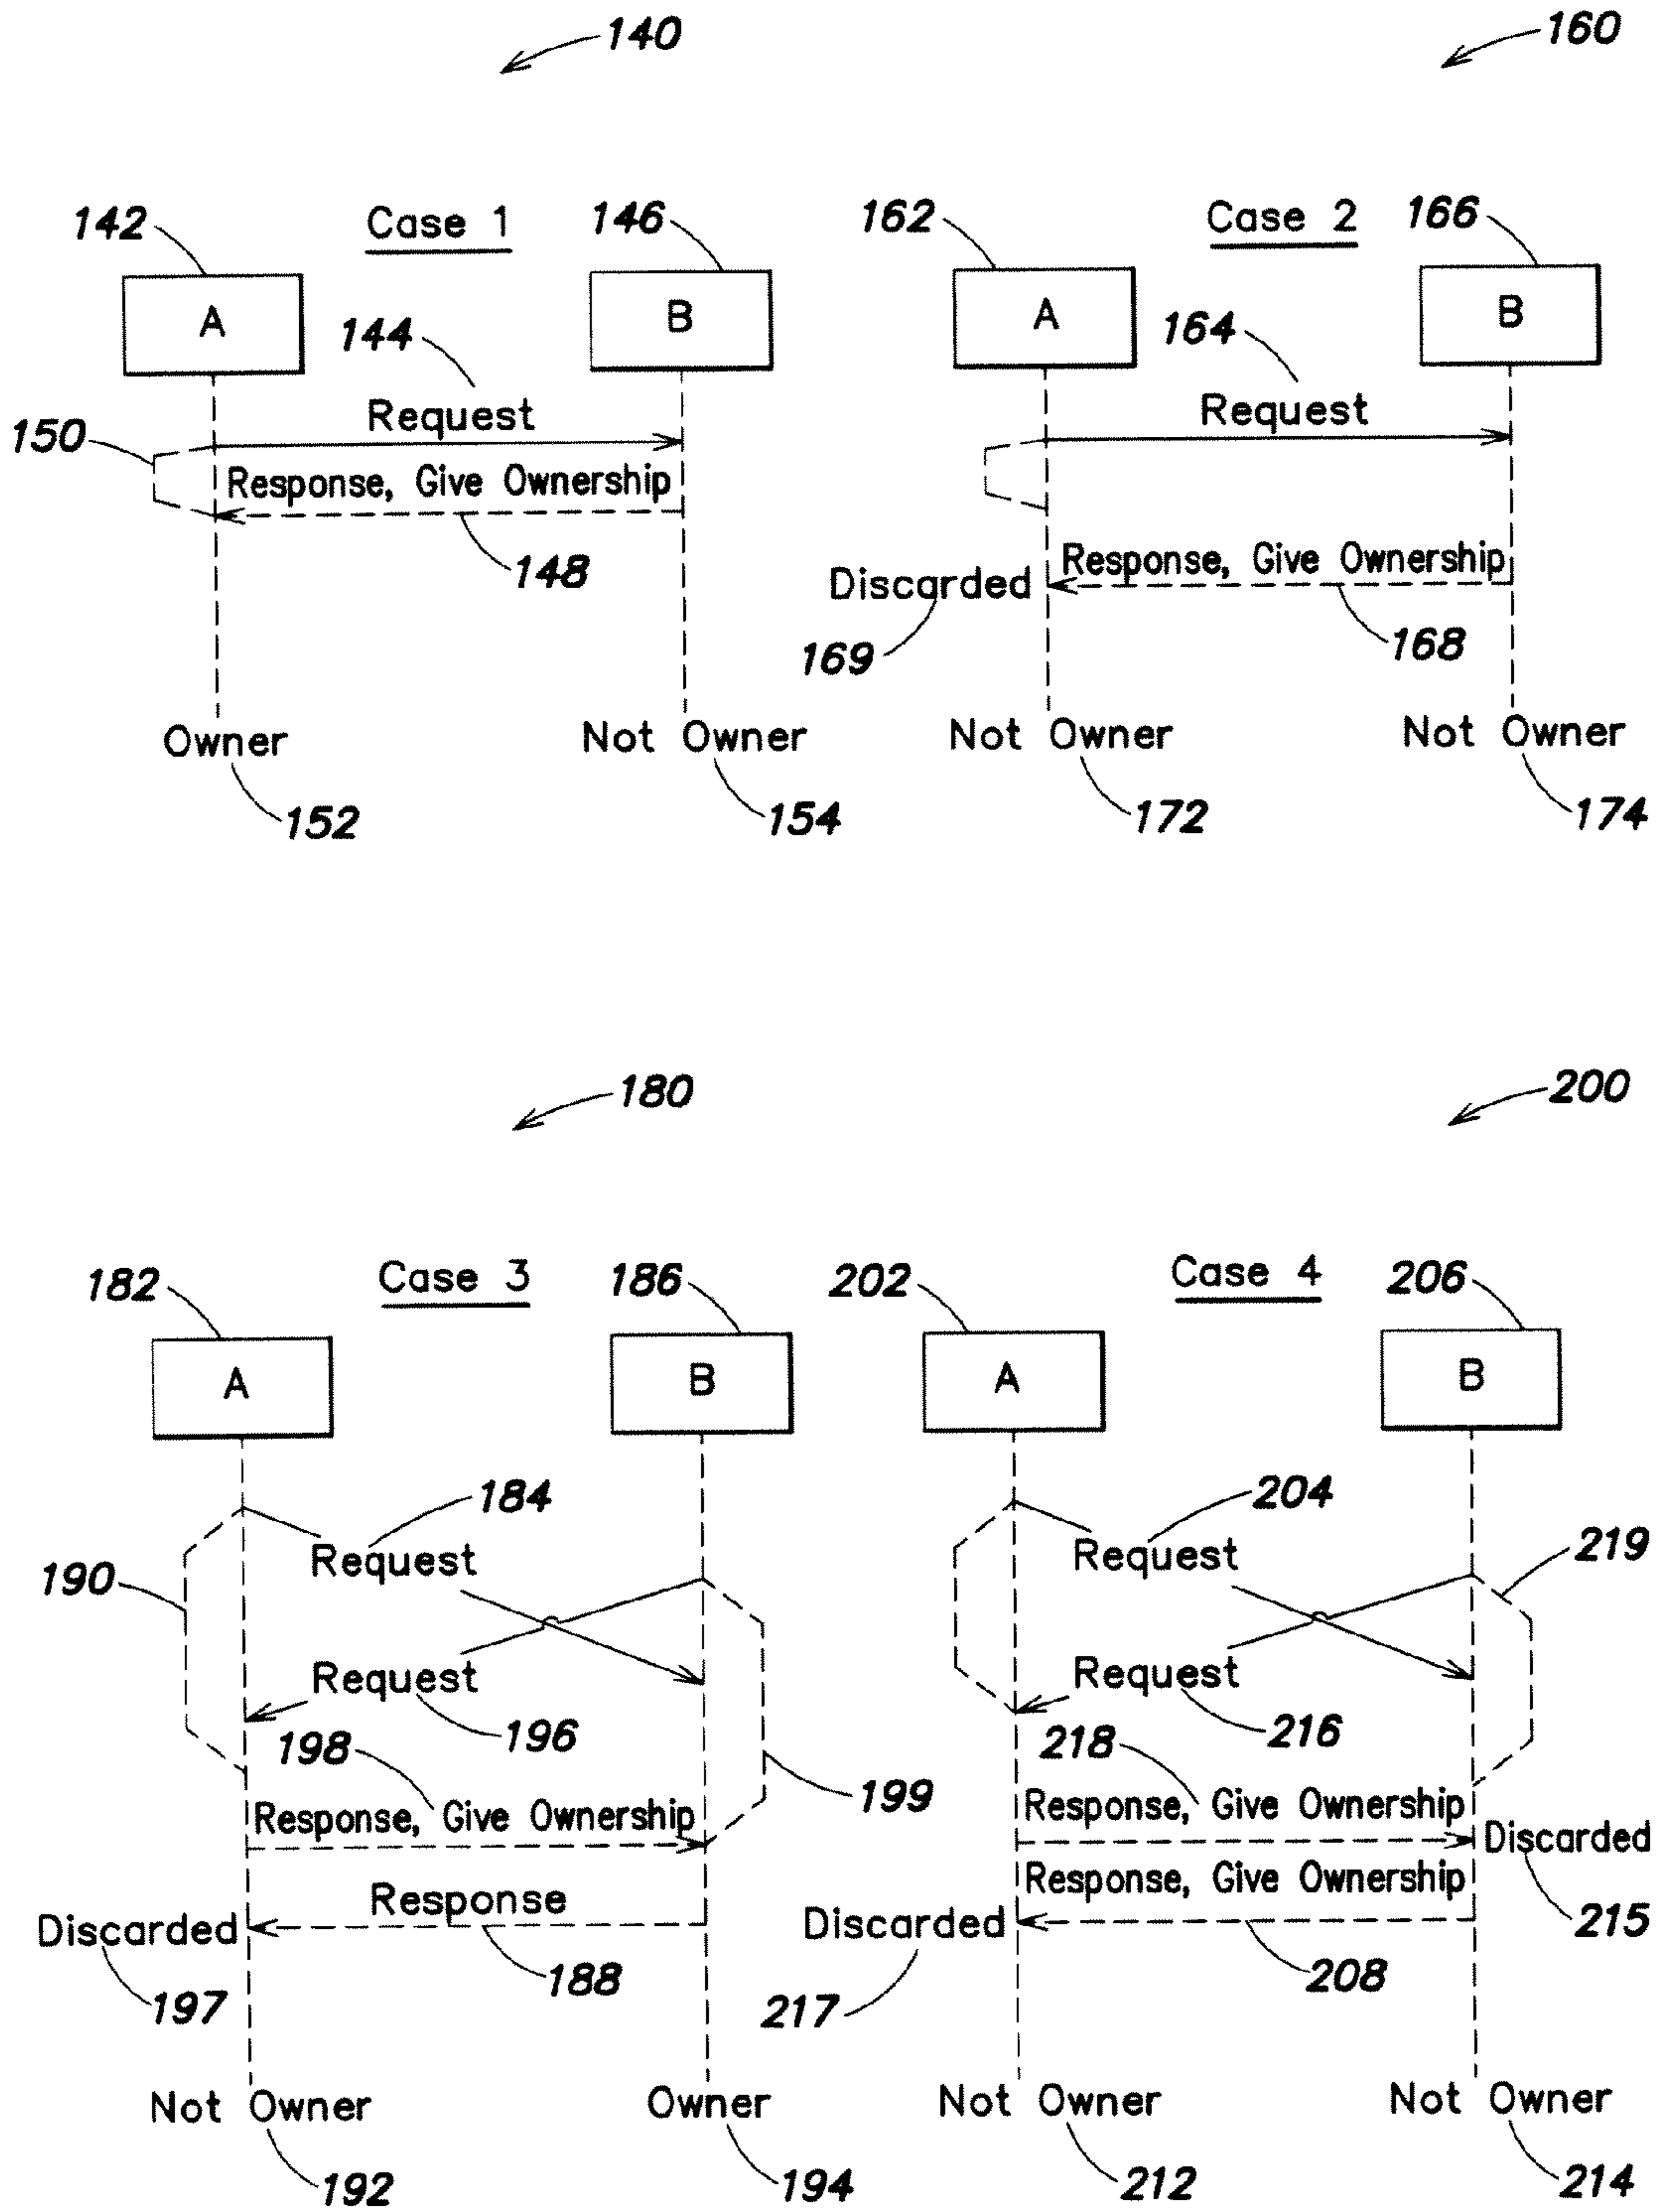 140
160
142 Case 1 146
162 Case 2 166
A
B
A
B
144
164
Request
Request
150
Response, Give Ownership
148
Response, Give Ownership
Discarded
169
168
Owner
Not Owner
Not Owner
Not Owner
152
154
172
174
180
200
182 Case 3 186
202 Case 4 206
A
B
A
B
184
204
Request
Request
190
219
Request
Request
196
216
198
218
199
Response, Give Ownership
Response, Give Ownership
Discarded
215
Response
Response, Give Ownership
Discarded
Discarded
197
188
217
208
Not Owner
Owner
Not Owner
Not Owner
192
194
212
214